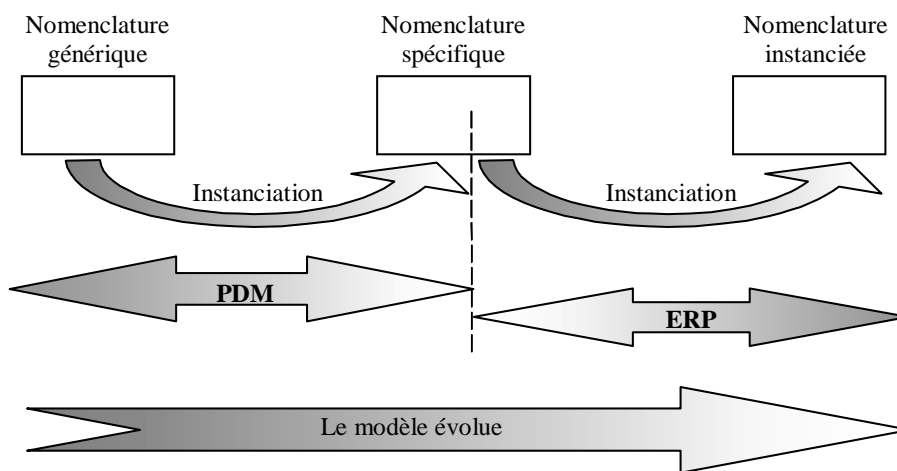 Nomenclature
générique
Nomenclature
spécifique
Nomenclature
instanciée
Instanciation
Instanciation
PDM
ERP
Le modèle évolue